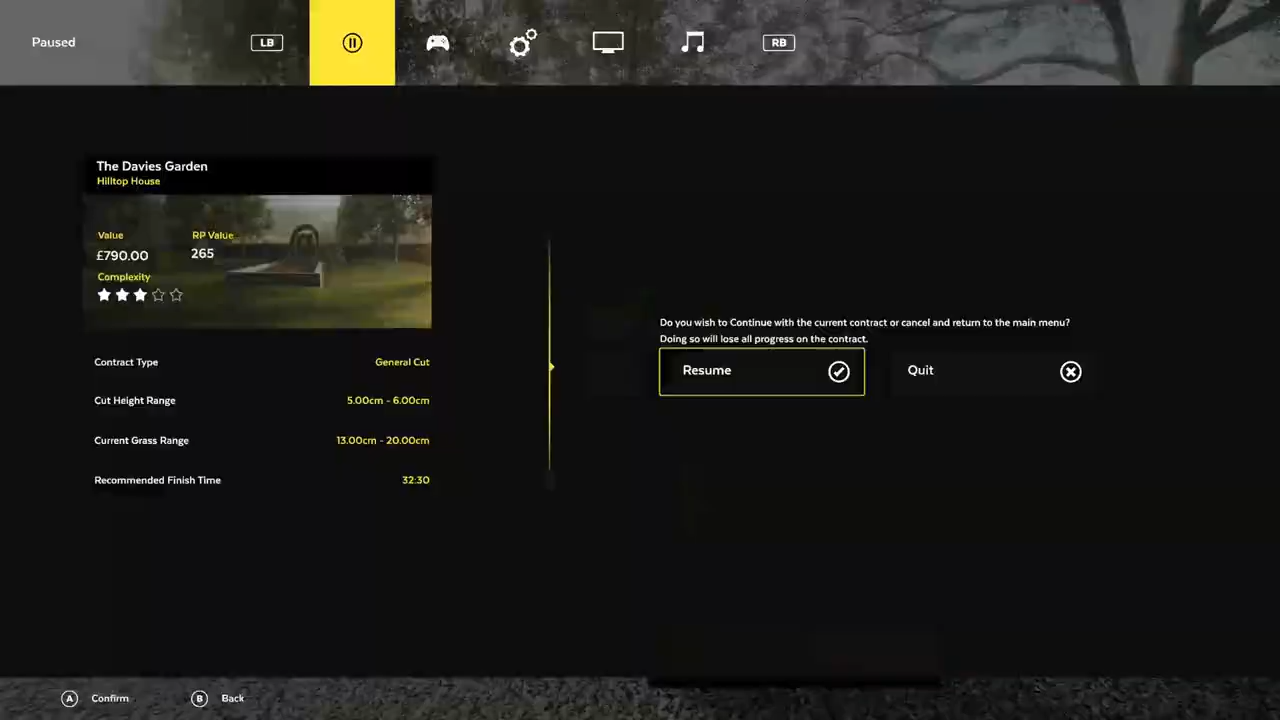 Paused
LB
RB
The Davies Garden
Hilltop House
Value
RP Value
£790.00
265
Complexity
Contract Type
General Cut
Cut Height Range
5.00cm - 6.00cm
Current Grass Range
13.00cm - 20.00cm
Recommended Finish Time
32:30
Do you wish to Continue with the current contract or cancel and return to the main menu?
Doing so will lose all progress on the contract.
Resume
Quit
A Confirm
B Back